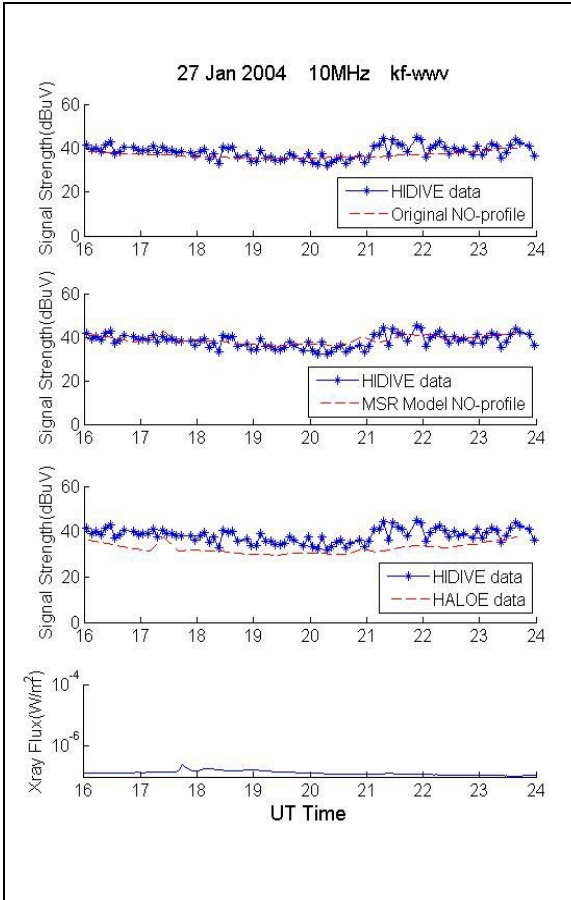 27 Jan 2004 10MHz kf-wwv
Signal Strength(dBuV)
60
40
20
0
HIDIVE data
Original NO-profile
16 17 18 19 20 21 22 23 24
Signal Strength(dBuV)
60
40
20
0
HIDIVE data
MSR Model NO-profile
16 17 18 19 20 21 22 23 24
Signal Strength(dBuV)
60
40
20
0
HIDIVE data
HALOE data
16 17 18 19 20 21 22 23 24
Xray Flux(W/m²)
10⁻⁴
10⁻⁶
16 17 18 19 20 21 22 23 24
UT Time